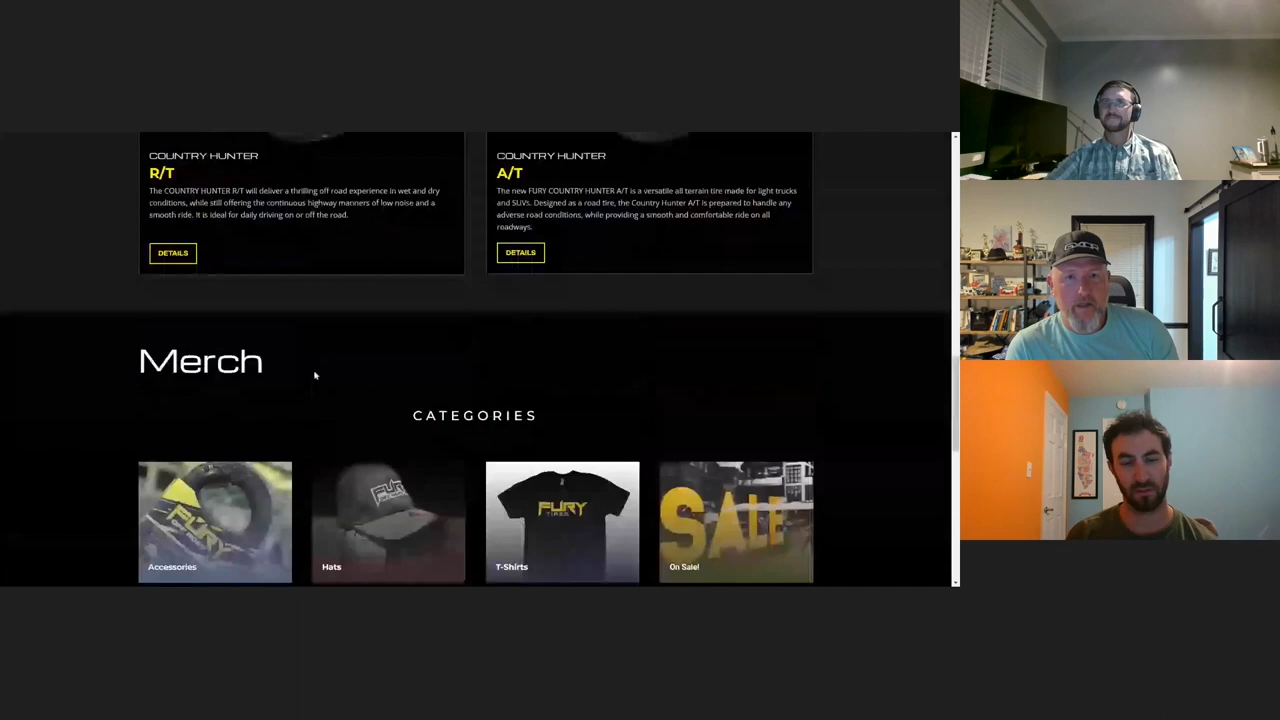 COUNTRY HUNTER
R/T
The COUNTRY HUNTER R/T will deliver a thrilling off road experience in wet and dry
conditions, while still offering the continuous highway manners of low noise and a
smooth ride. It is ideal for daily driving on or off the road.
DETAILS
COUNTRY HUNTER
A/T
The new FURY COUNTRY HUNTER A/T is a versatile all terrain tire made for light trucks
and SUVs. Designed as a road tire, the Country Hunter A/T is prepared to handle any
adverse road conditions, while providing a smooth and comfortable ride on all
roadways.
DETAILS
Merch
CATEGORIES
FURY
Accessories
FURY
Hats
FURY
TIRES
T-Shirts
SALE
On Sale!